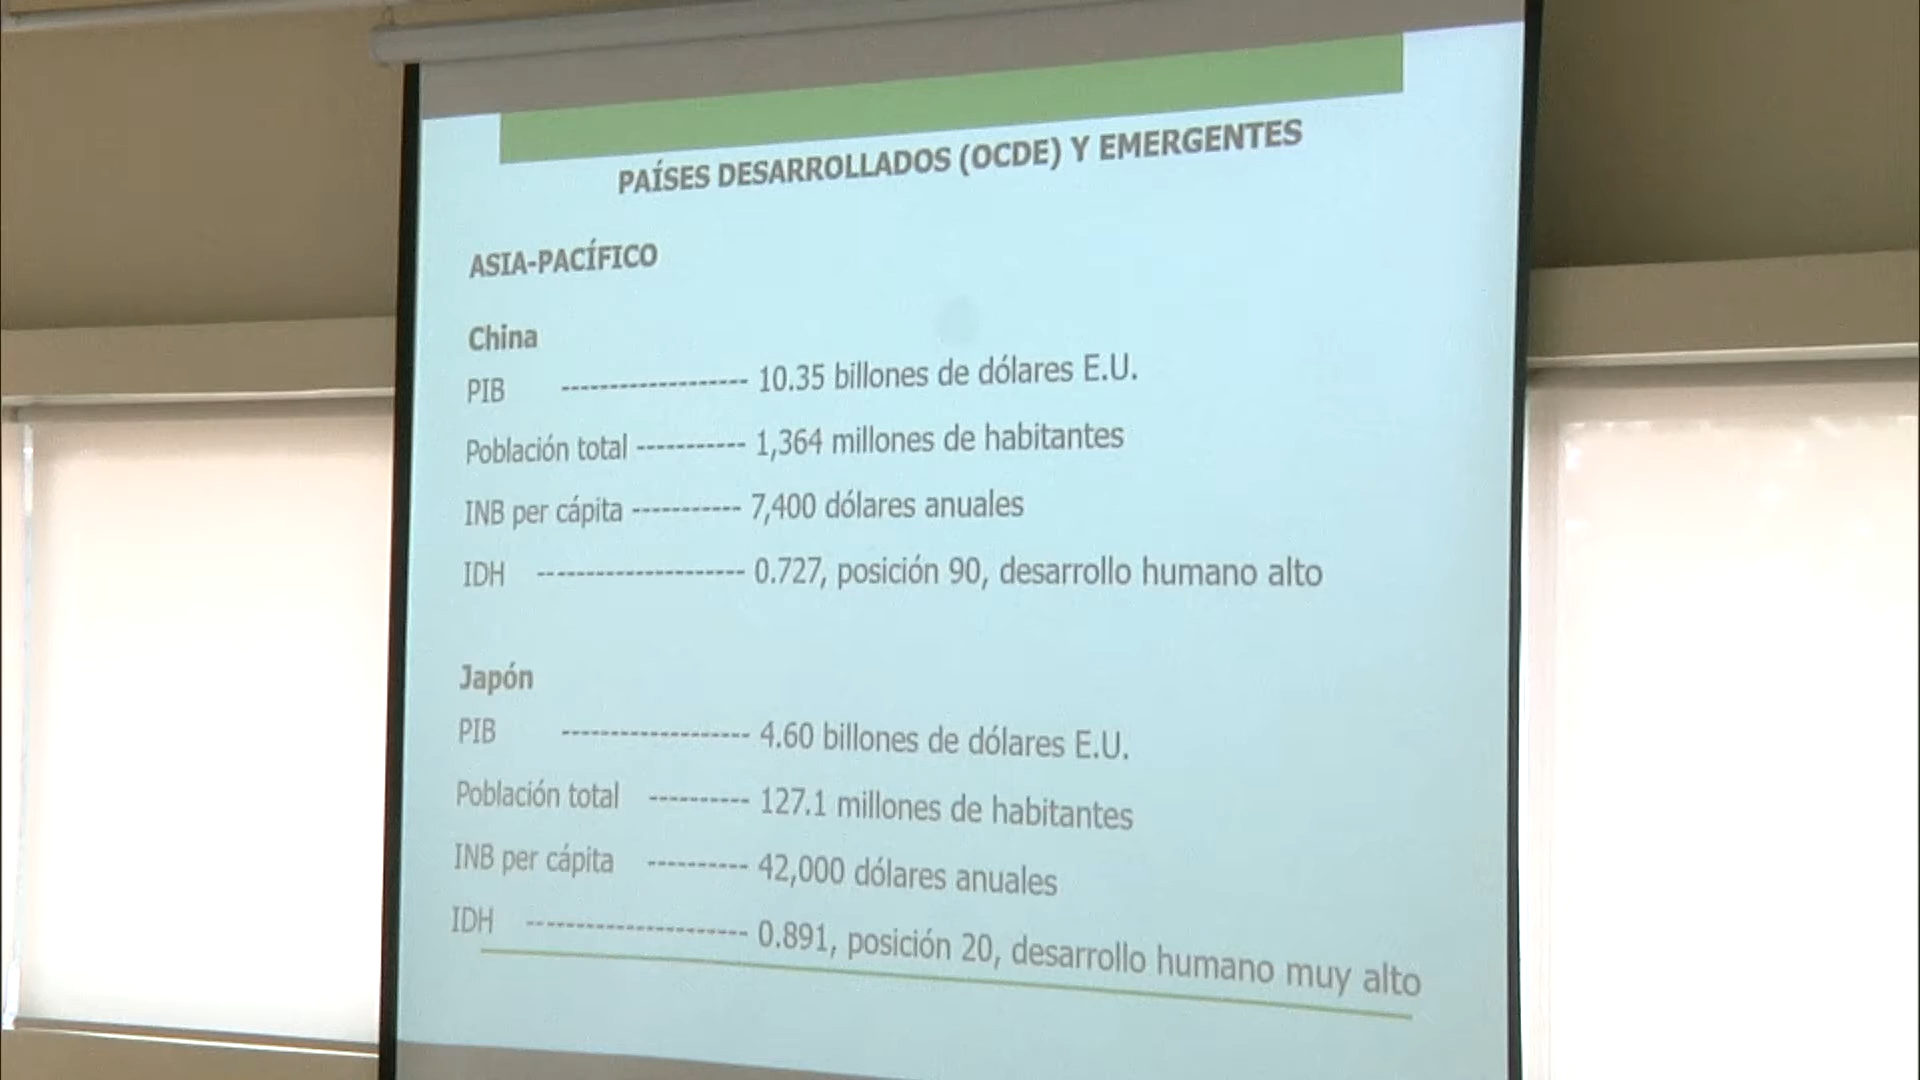 PAÍSES DESARROLLADOS (OCDE) Y EMERGENTES
ASIA-PACÍFICO
China
PIB ------------------- 10.35 billones de dólares E.U.
Población total ----------- 1,364 millones de habitantes
INB per cápita ----------- 7,400 dólares anuales
IDH --------------------- 0.727, posición 90, desarrollo humano alto
Japón
PIB ------------------- 4.60 billones de dólares E.U.
Población total ---------- 127.1 millones de habitantes
INB per cápita ---------- 42,000 dólares anuales
IDH ---------------------- 0.891, posición 20, desarrollo humano muy alto